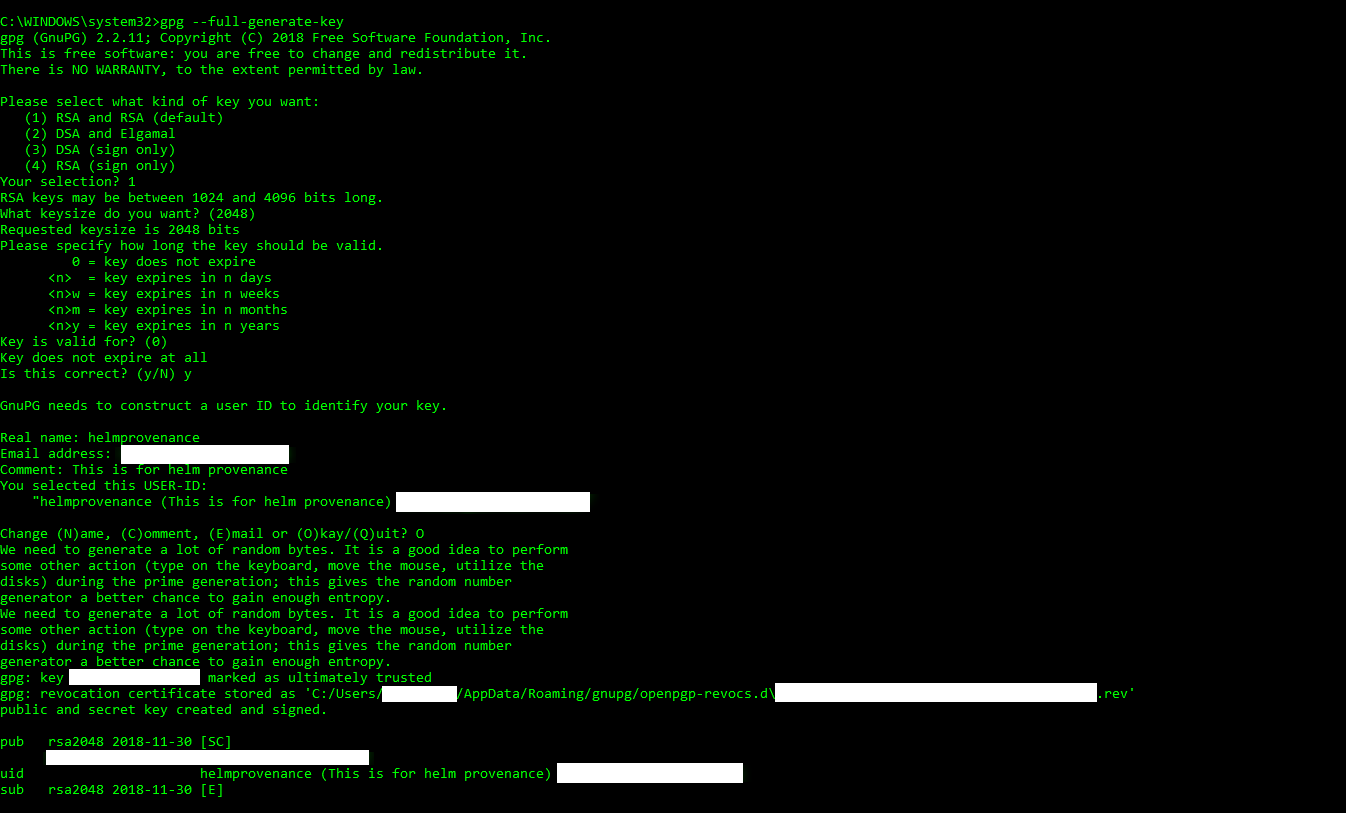 C:\WINDOWS\system32>gpg --full-generate-key
gpg (GnuPG) 2.2.11; Copyright (C) 2018 Free Software Foundation, Inc.
This is free software: you are free to change and redistribute it.
There is NO WARRANTY, to the extent permitted by law.

Please select what kind of key you want:
   (1) RSA and RSA (default)
   (2) DSA and Elgamal
   (3) DSA (sign only)
   (4) RSA (sign only)
Your selection? 1
RSA keys may be between 1024 and 4096 bits long.
What keysize do you want? (2048)
Requested keysize is 2048 bits
Please specify how long the key should be valid.
         0 = key does not expire
      <n>  = key expires in n days
      <n>w = key expires in n weeks
      <n>m = key expires in n months
      <n>y = key expires in n years
Key is valid for? (0)
Key does not expire at all
Is this correct? (y/N) y

GnuPG needs to construct a user ID to identify your key.

Real name: helmprovenance
Email address:
Comment: This is for helm provenance
You selected this USER-ID:
    "helmprovenance (This is for helm provenance)

Change (N)ame, (C)omment, (E)mail or (O)kay/(Q)uit? O
We need to generate a lot of random bytes. It is a good idea to perform
some other action (type on the keyboard, move the mouse, utilize the
disks) during the prime generation; this gives the random number
generator a better chance to gain enough entropy.
We need to generate a lot of random bytes. It is a good idea to perform
some other action (type on the keyboard, move the mouse, utilize the
disks) during the prime generation; this gives the random number
generator a better chance to gain enough entropy.
gpg: key marked as ultimately trusted
gpg: revocation certificate stored as 'C:/Users/ /AppData/Roaming/gnupg/openpgp-revocs.d\ .rev'
public and secret key created and signed.

pub   rsa2048 2018-11-30 [SC]
uid                      helmprovenance (This is for helm provenance)
sub   rsa2048 2018-11-30 [E]